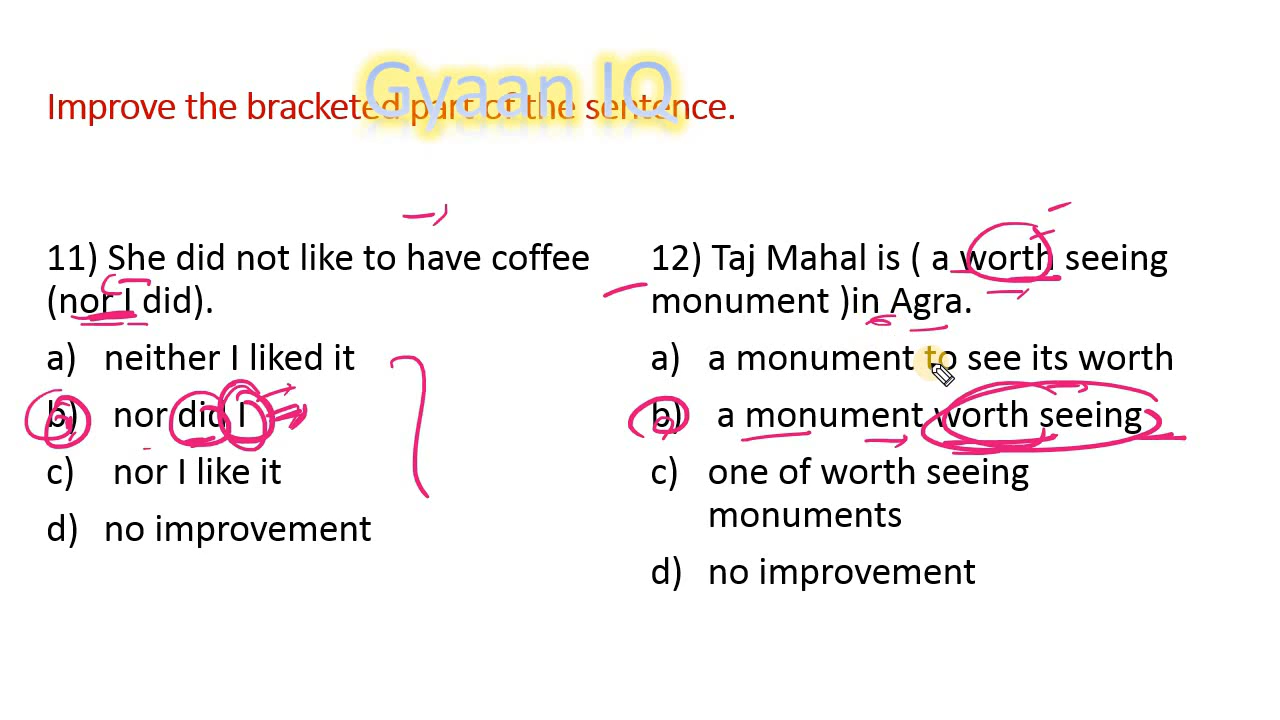 Gyaan IQ
Improve the bracketed part of the sentence.
11) She did not like to have coffee
(nor I did).
a) neither I liked it
b) nor did I
c) nor I like it
d) no improvement
12) Taj Mahal is ( a worth seeing
monument )in Agra.
a) a monument to see its worth
b) a monument worth seeing
c) one of worth seeing
monuments
d) no improvement